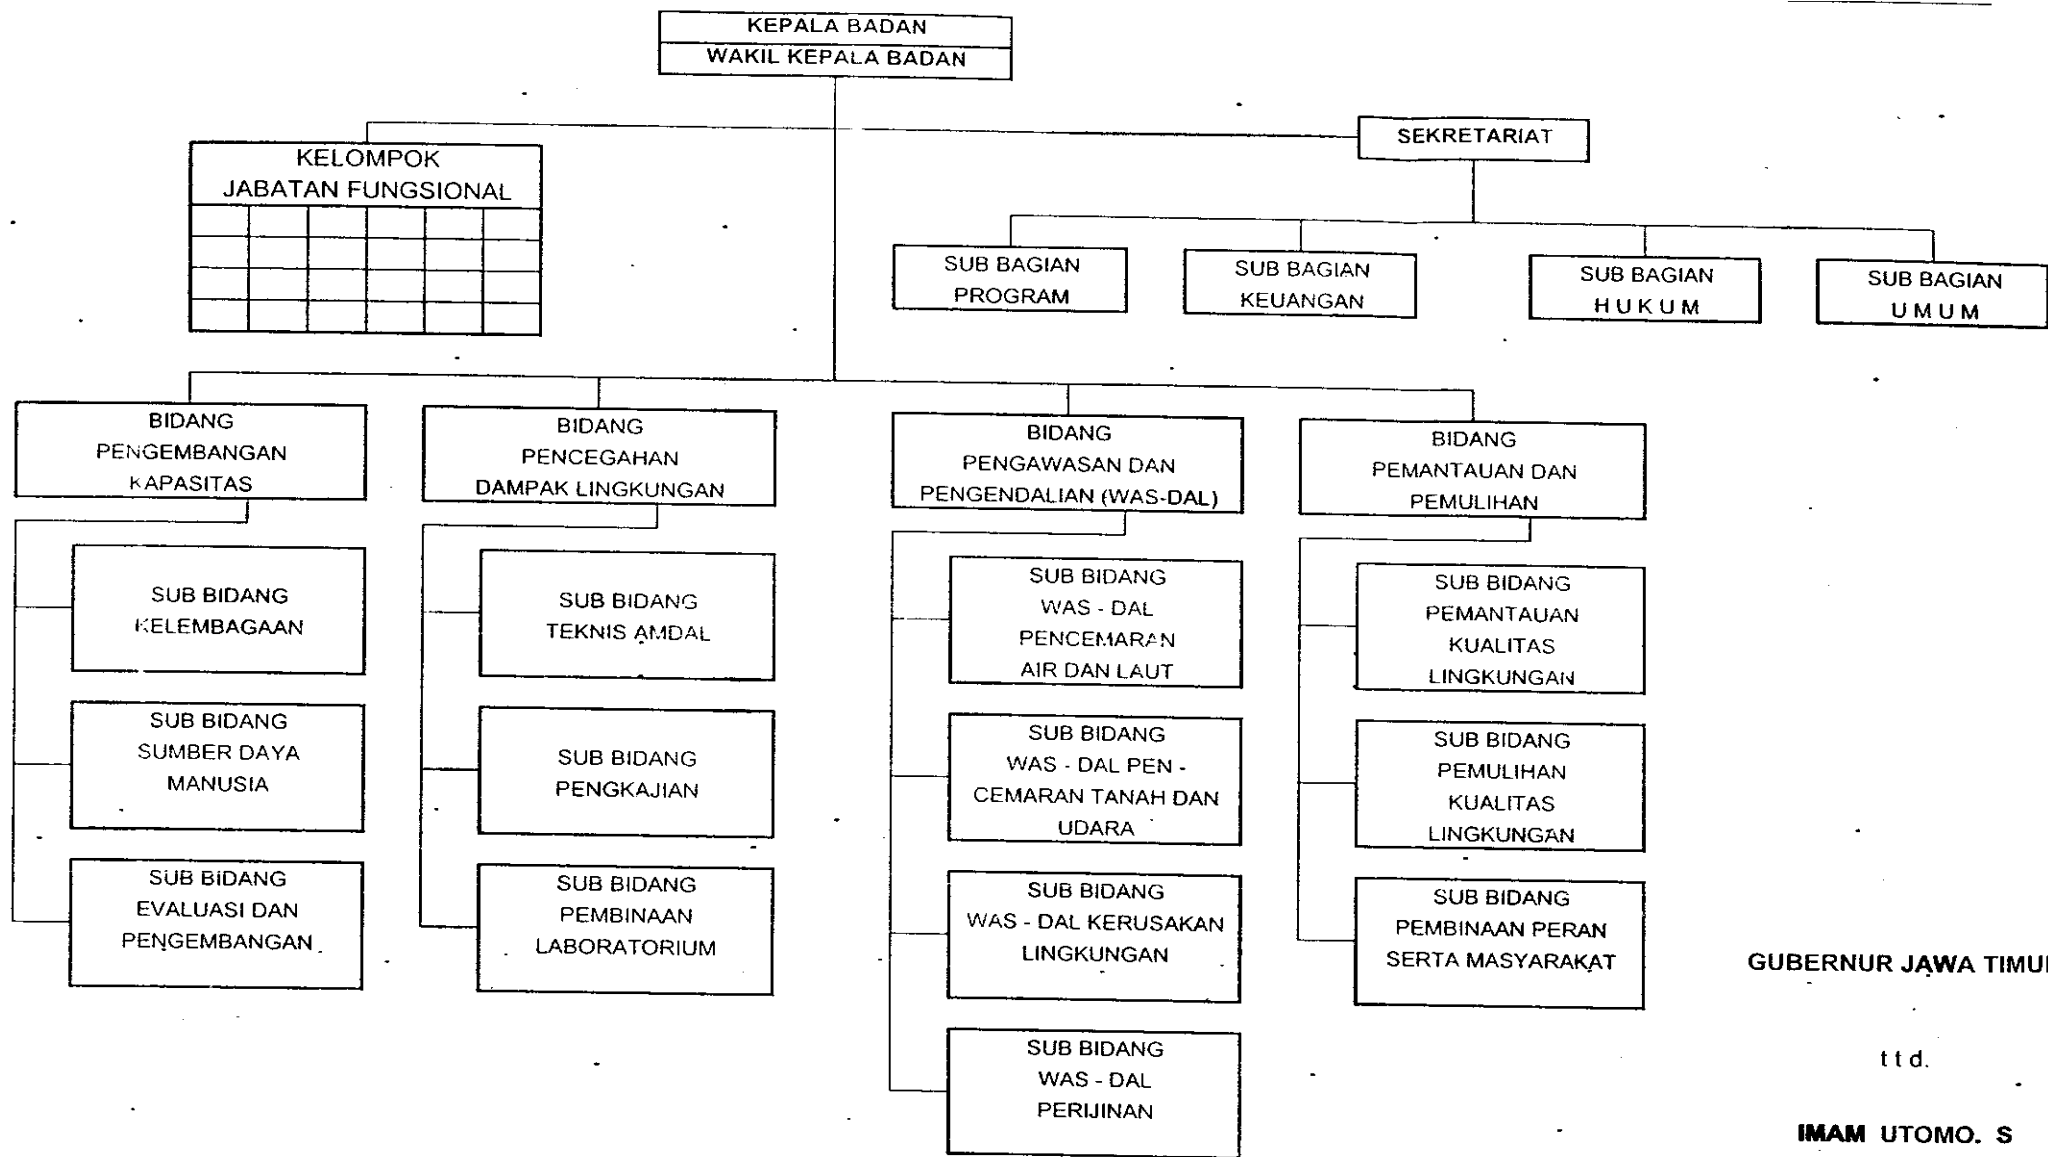 KEPALA BADAN
WAKIL KEPALA BADAN
SEKRETARIAT
KELOMPOK
JABATAN FUNGSIONAL
SUB BAGIAN
PROGRAM
SUB BAGIAN
KEUANGAN
SUB BAGIAN
H U K U M
SUB BAGIAN
U M U M
BIDANG
PENGEMBANGAN
KAPASITAS
SUB BIDANG
KELEMBAGAAN
SUB BIDANG
SUMBER DAYA
MANUSIA
SUB BIDANG
EVALUASI DAN
PENGEMBANGAN
BIDANG
PENCEGAHAN
DAMPAK LINGKUNGAN
SUB BIDANG
TEKNIS AMDAL
SUB BIDANG
PENGKAJIAN
SUB BIDANG
PEMBINAAN
LABORATORIUM
BIDANG
PENGAWASAN DAN
PENGENDALIAN (WAS-DAL)
SUB BIDANG
WAS - DAL
PENCEMARAN
AIR DAN LAUT
SUB BIDANG
WAS - DAL PEN -
CEMARAN TANAH DAN
UDARA
SUB BIDANG
WAS - DAL KERUSAKAN
LINGKUNGAN
SUB BIDANG
WAS - DAL
PERIJINAN
BIDANG
PEMANTAUAN DAN
PEMULIHAN
SUB BIDANG
PEMANTAUAN
KUALITAS
LINGKUNGAN
SUB BIDANG
PEMULIHAN
KUALITAS
LINGKUNGAN
SUB BIDANG
PEMBINAAN PERAN
SERTA MASYARAKAT
GUBERNUR JAWA TIMU
t t d.
IMAM UTOMO. S